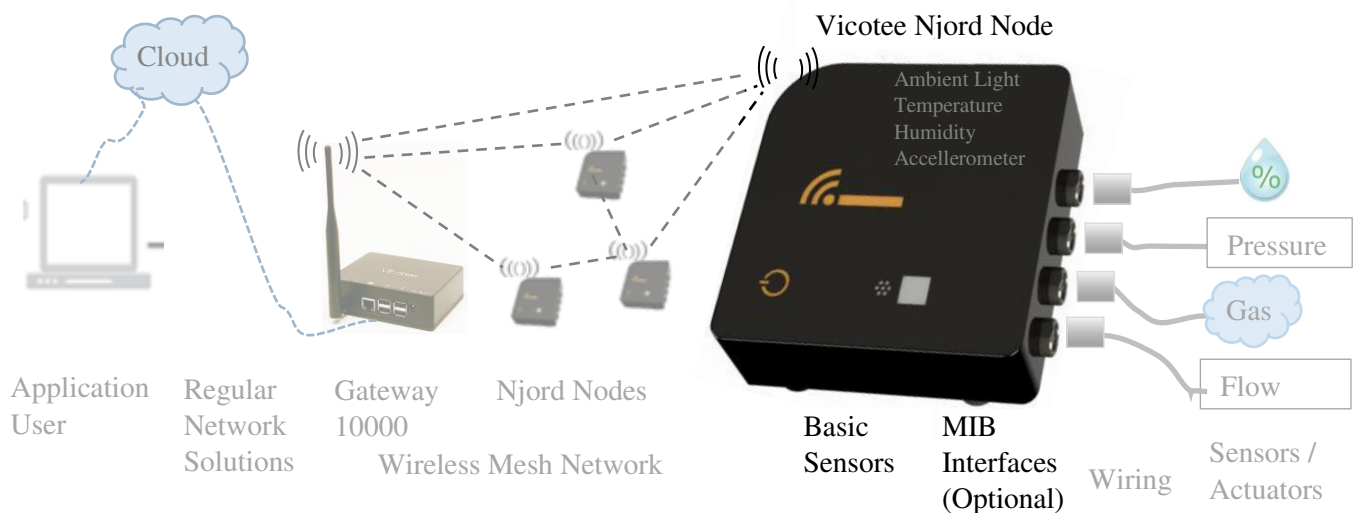 Vicotee Njord Node
Cloud
Ambient Light
Temperature
Humidity
Accellerometer
%
Pressure
Vicotee
Gas
Flow
Application
User
Regular
Network
Solutions
Gateway
10000
Njord Nodes
Wireless Mesh Network
Basic
Sensors
MIB
Interfaces
(Optional)
Wiring
Sensors /
Actuators